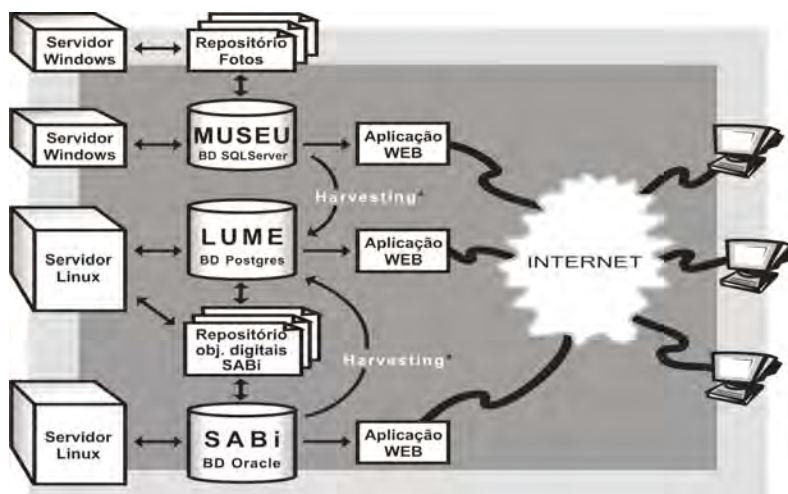 Servidor
Windows
Repositório
Fotos
Servidor
Windows
MUSEU
BD SQLServer
Aplicação
WEB
Harvesting*
Servidor
Linux
LUME
BD Postgres
Aplicação
WEB
INTERNET
Repositório
obj. digitais
SABi
Harvesting*
Servidor
Linux
SABi
BD Oracle
Aplicação
WEB